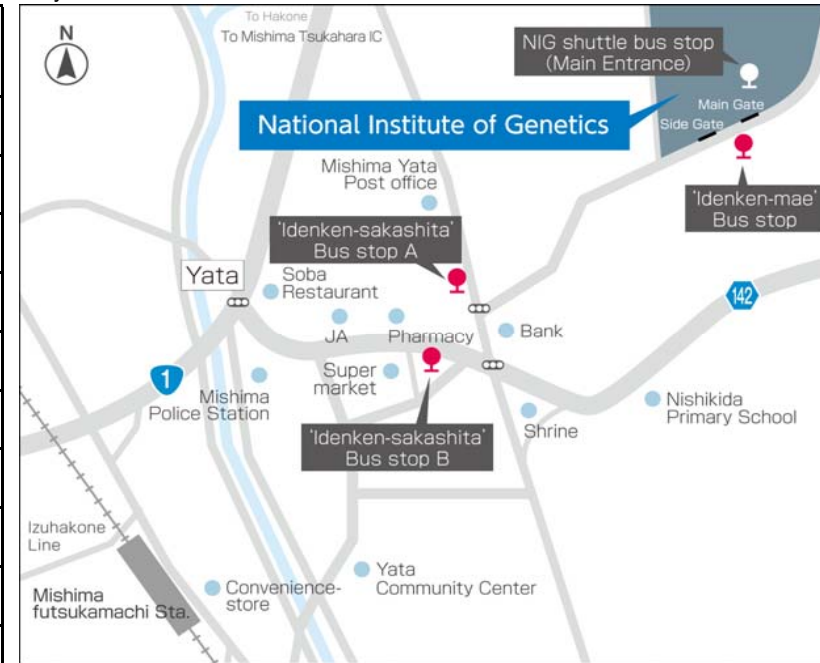 To Hakone
To Mishima Tsukahara IC
N
NIG shuttle bus stop
(Main Entrance)
Main Gate
Side Gate
National Institute of Genetics
'Idenken-mae'
Bus stop
Mishima Yata
Post office
'Idenken-sakashita'
Bus stop A
Yata
Soba
Restaurant
142
JA
Pharmacy
Bank
1
Mishima
Police Station
Super
market
Nishikida
Primary School
Shrine
'Idenken-sakashita'
Bus stop B
Izuhakone
Line
Mishima
futsukamachi Sta.
Convenience-
store
Yata
Community Center